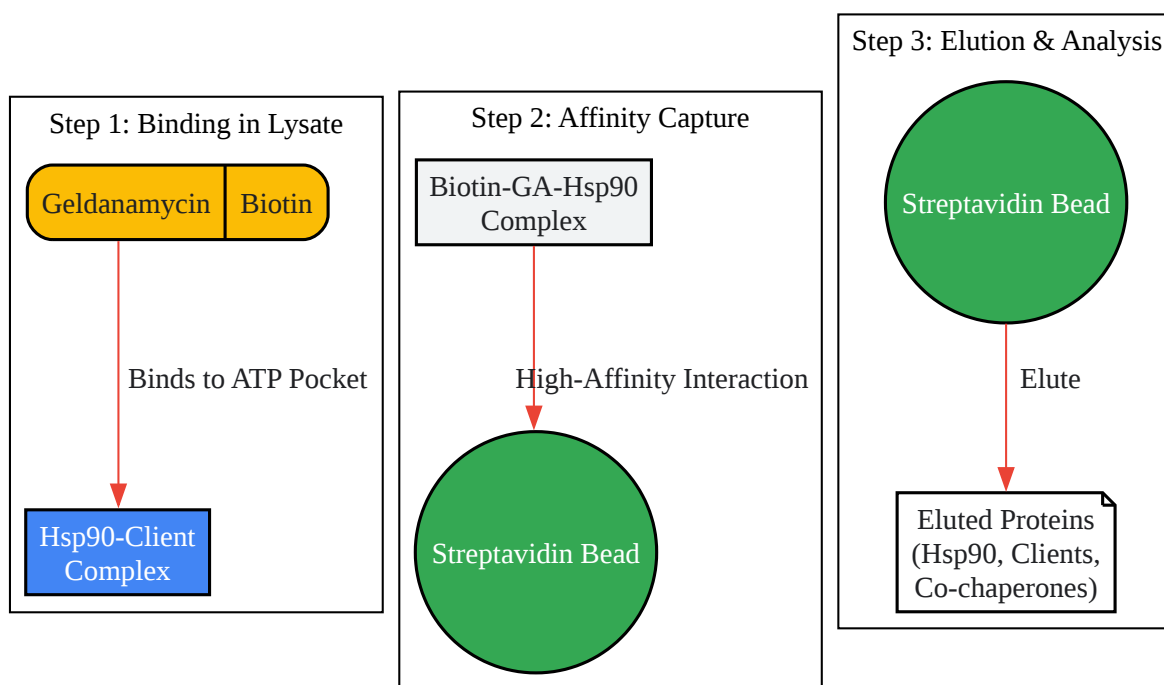 Step 1: Binding in Lysate
Geldanamycin
Biotin
Binds to ATP Pocket
Hsp90-Client
Complex
Step 2: Affinity Capture
Biotin-GA-Hsp90
Complex
High-Affinity Interaction
Streptavidin Bead
Step 3: Elution & Analysis
Streptavidin Bead
Elute
Eluted Proteins
(Hsp90, Clients,
Co-chaperones)